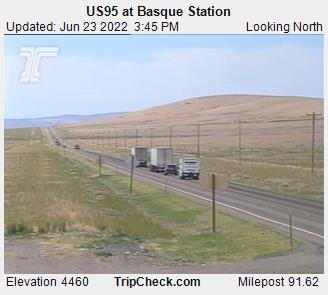 US95 at Basque Station
Updated: Jun 23 2022 3:45 PM Looking North
Elevation 4460 TripCheck.com Milepost 91.62